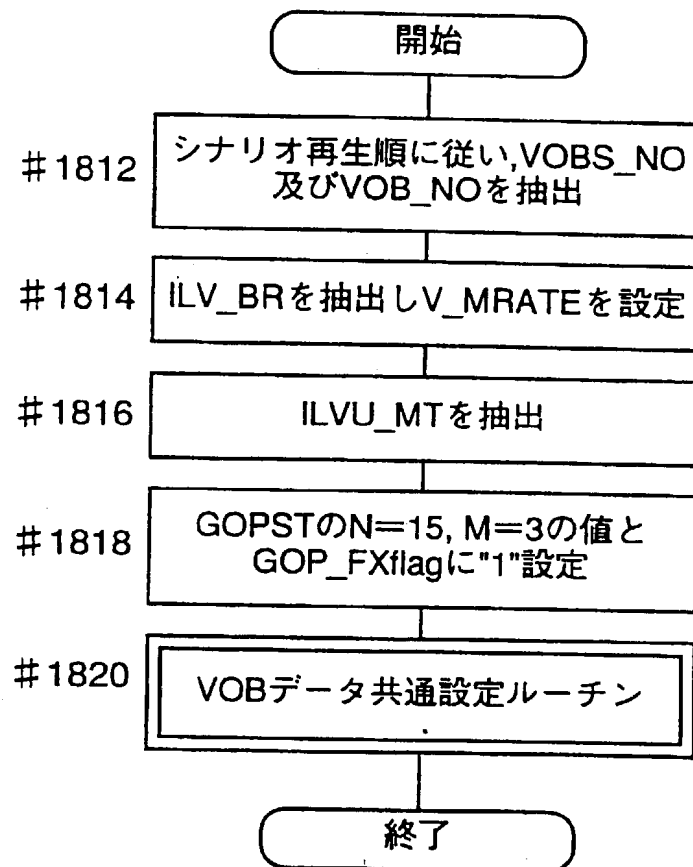 開始
#1812
シナリオ再生順に従い,VOBS_NO
及びVOB_NOを抽出
#1814
ILV_BRを抽出しV_MRATEを設定
#1816
ILVU_MTを抽出
#1818
GOPSTのN=15, M=3の値と
GOP_FXflagに"1"設定
#1820
VOBデータ共通設定ルーチン
終了